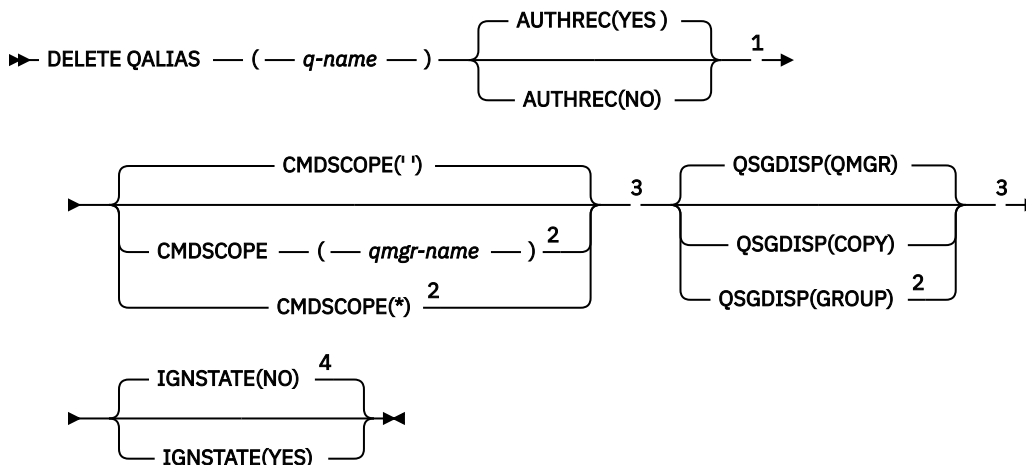 AUTHREC(YES )
DELETE QALIAS ( q-name ) 1
AUTHREC(NO)
CMDSCOPE(' ') QSGDISP(QMGR)
3 3
CMDSCOPE ( qmgr-name ) 2 QSGDISP(COPY)
CMDSCOPE(*) 2 QSGDISP(GROUP) 2
IGNSTATE(NO) 4
IGNSTATE(YES)